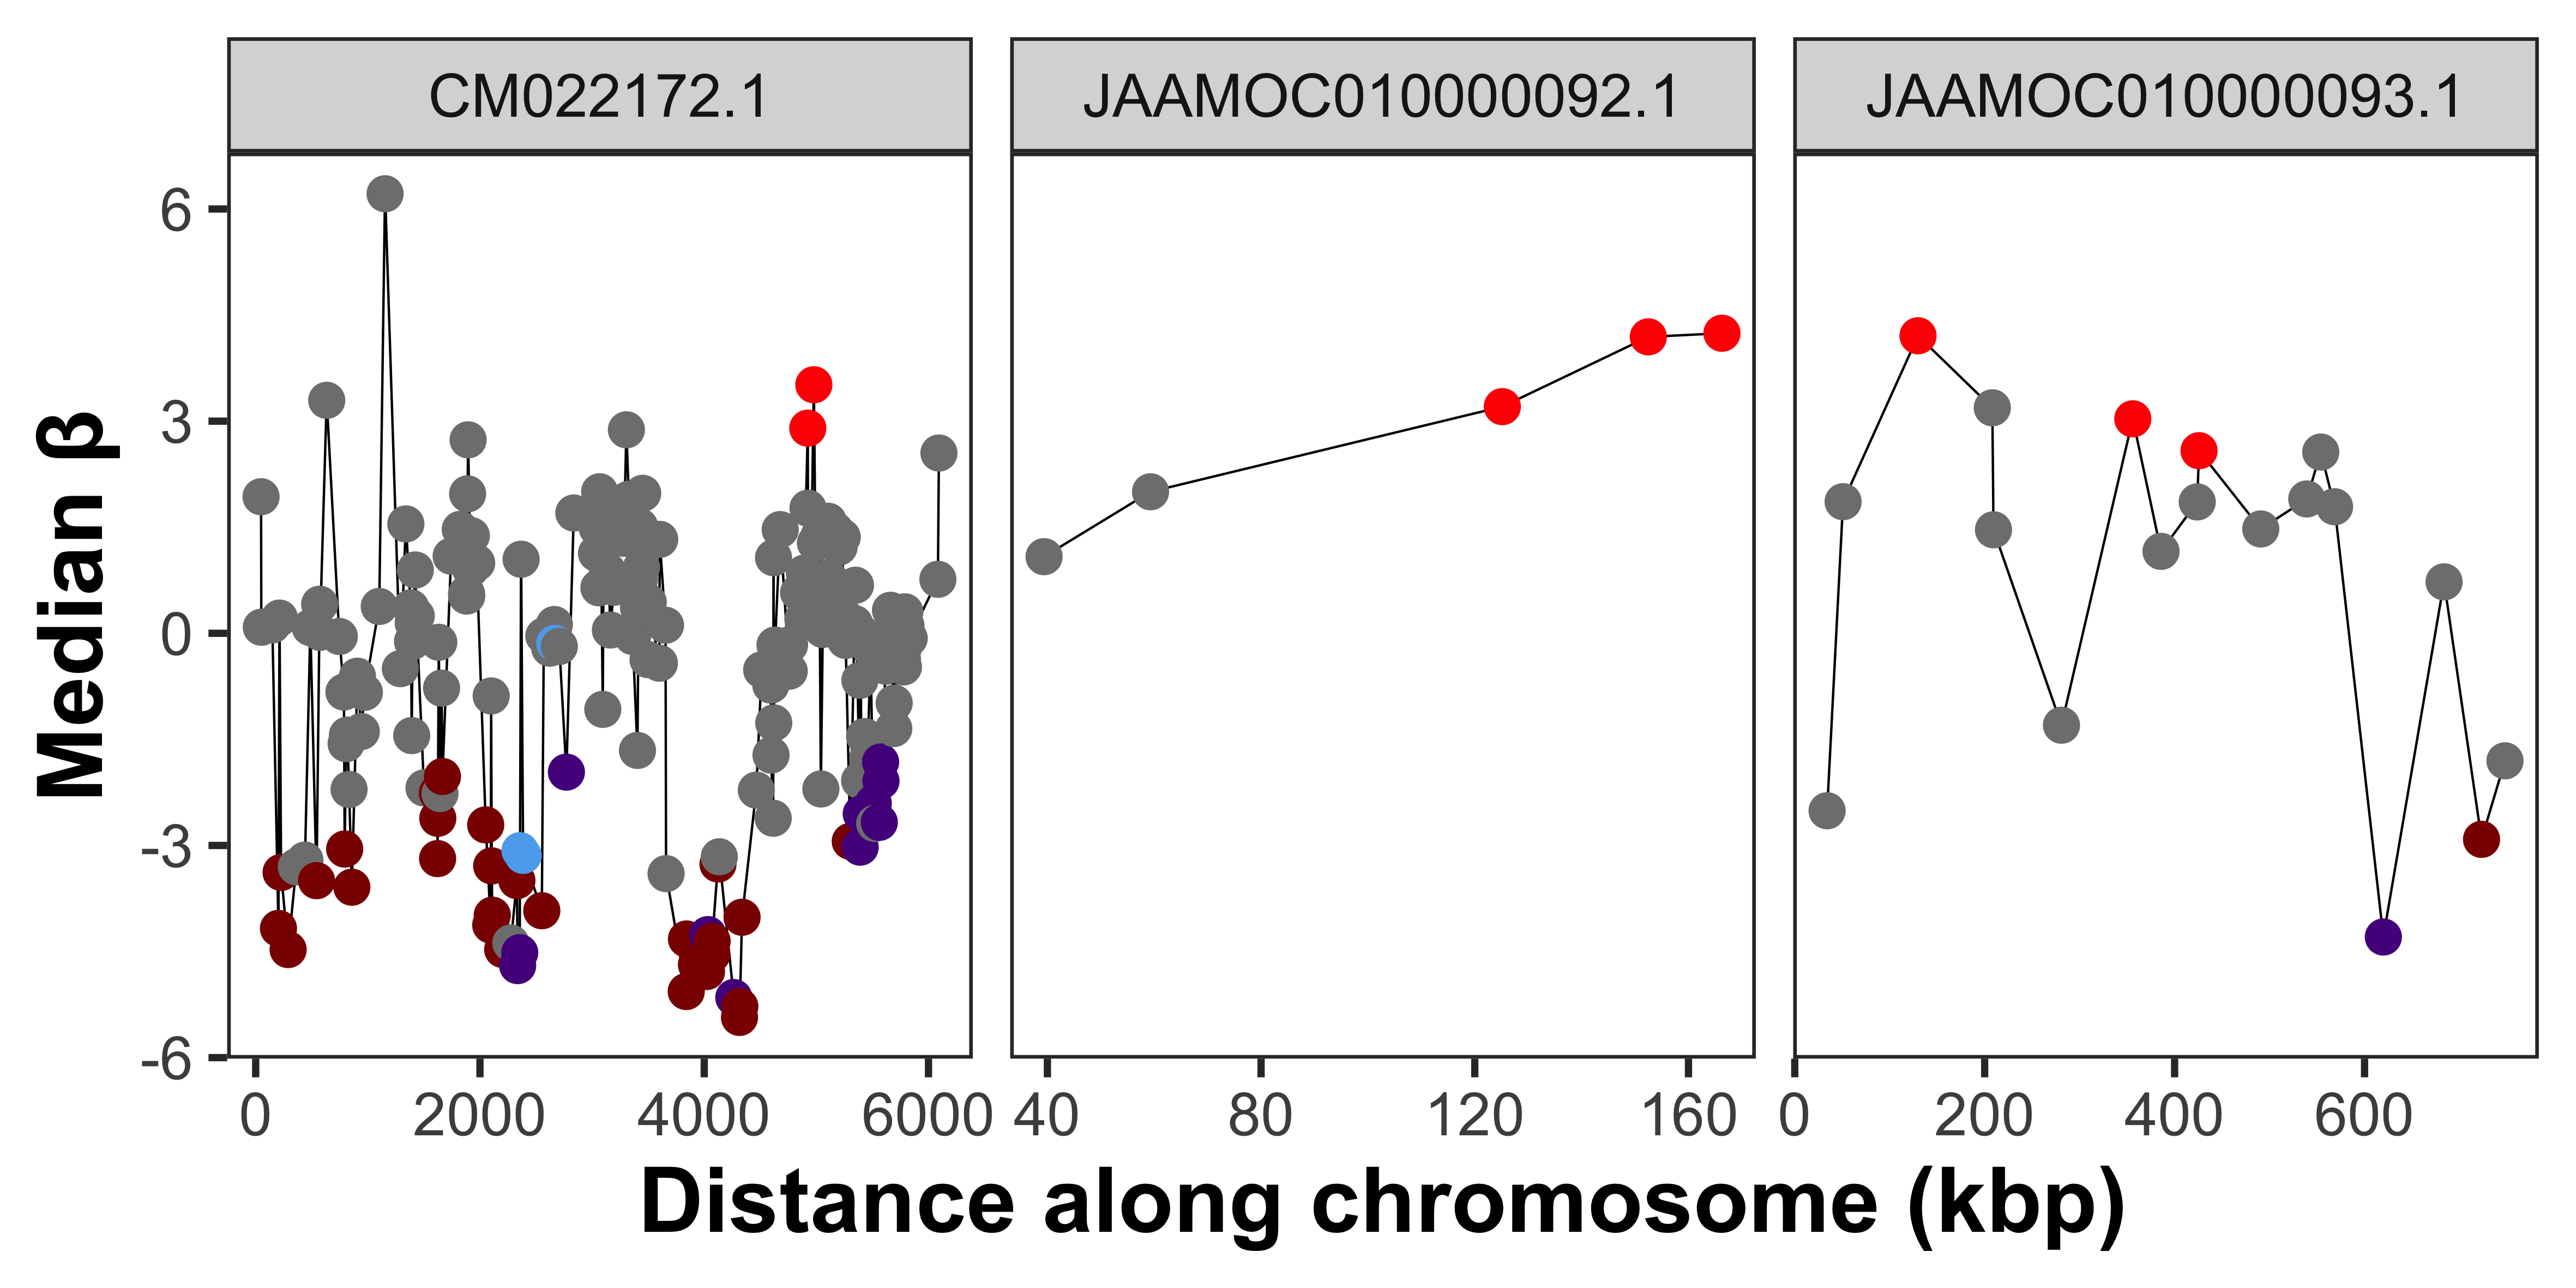 CM022172.1
JAAMOC010000092.1
JAAMOC010000093.1
Median β
6
3
0
-3
-6
0 2000 4000 6000
40 80 120 160
0 200 400 600
Distance along chromosome (kbp)